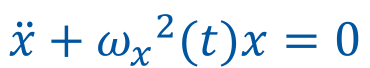 ẍ + ωₓ²(t)x = 0